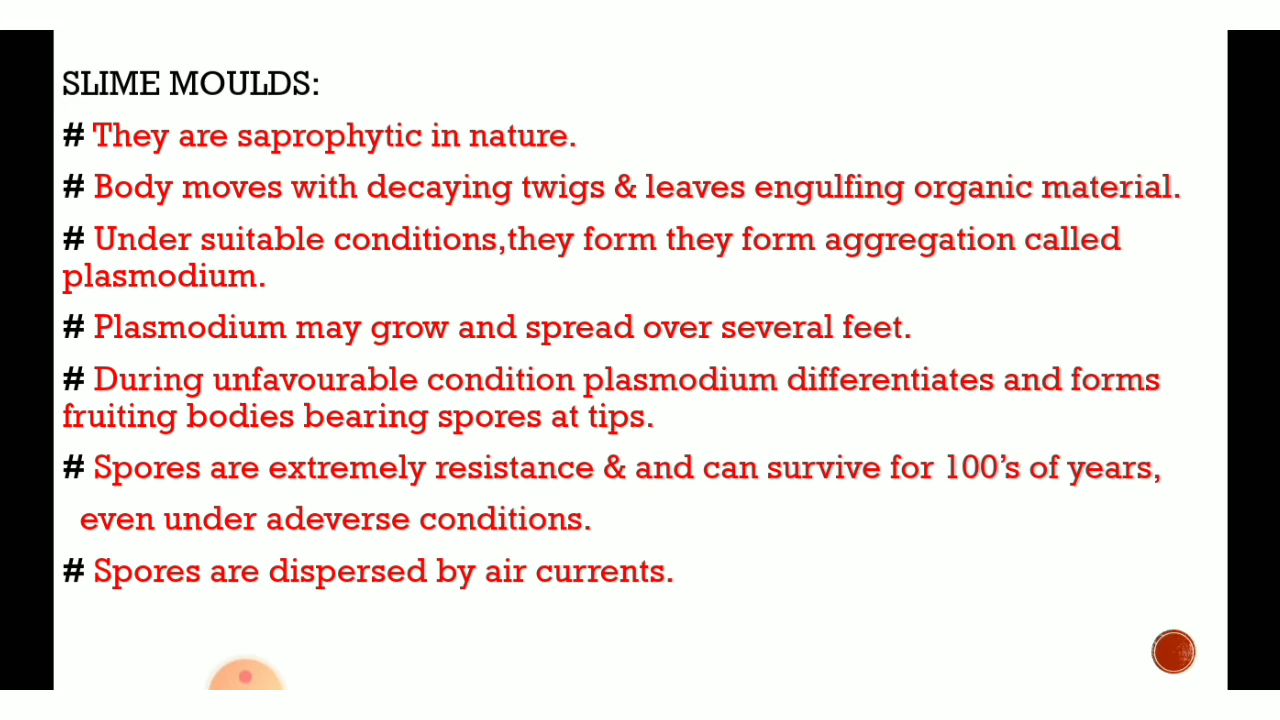 SLIME MOULDS:
# They are saprophytic in nature.
# Body moves with decaying twigs & leaves engulfing organic material.
# Under suitable conditions,they form they form aggregation called
plasmodium.
# Plasmodium may grow and spread over several feet.
# During unfavourable condition plasmodium differentiates and forms
fruiting bodies bearing spores at tips.
# Spores are extremely resistance & and can survive for 100’s of years,
even under adeverse conditions.
# Spores are dispersed by air currents.